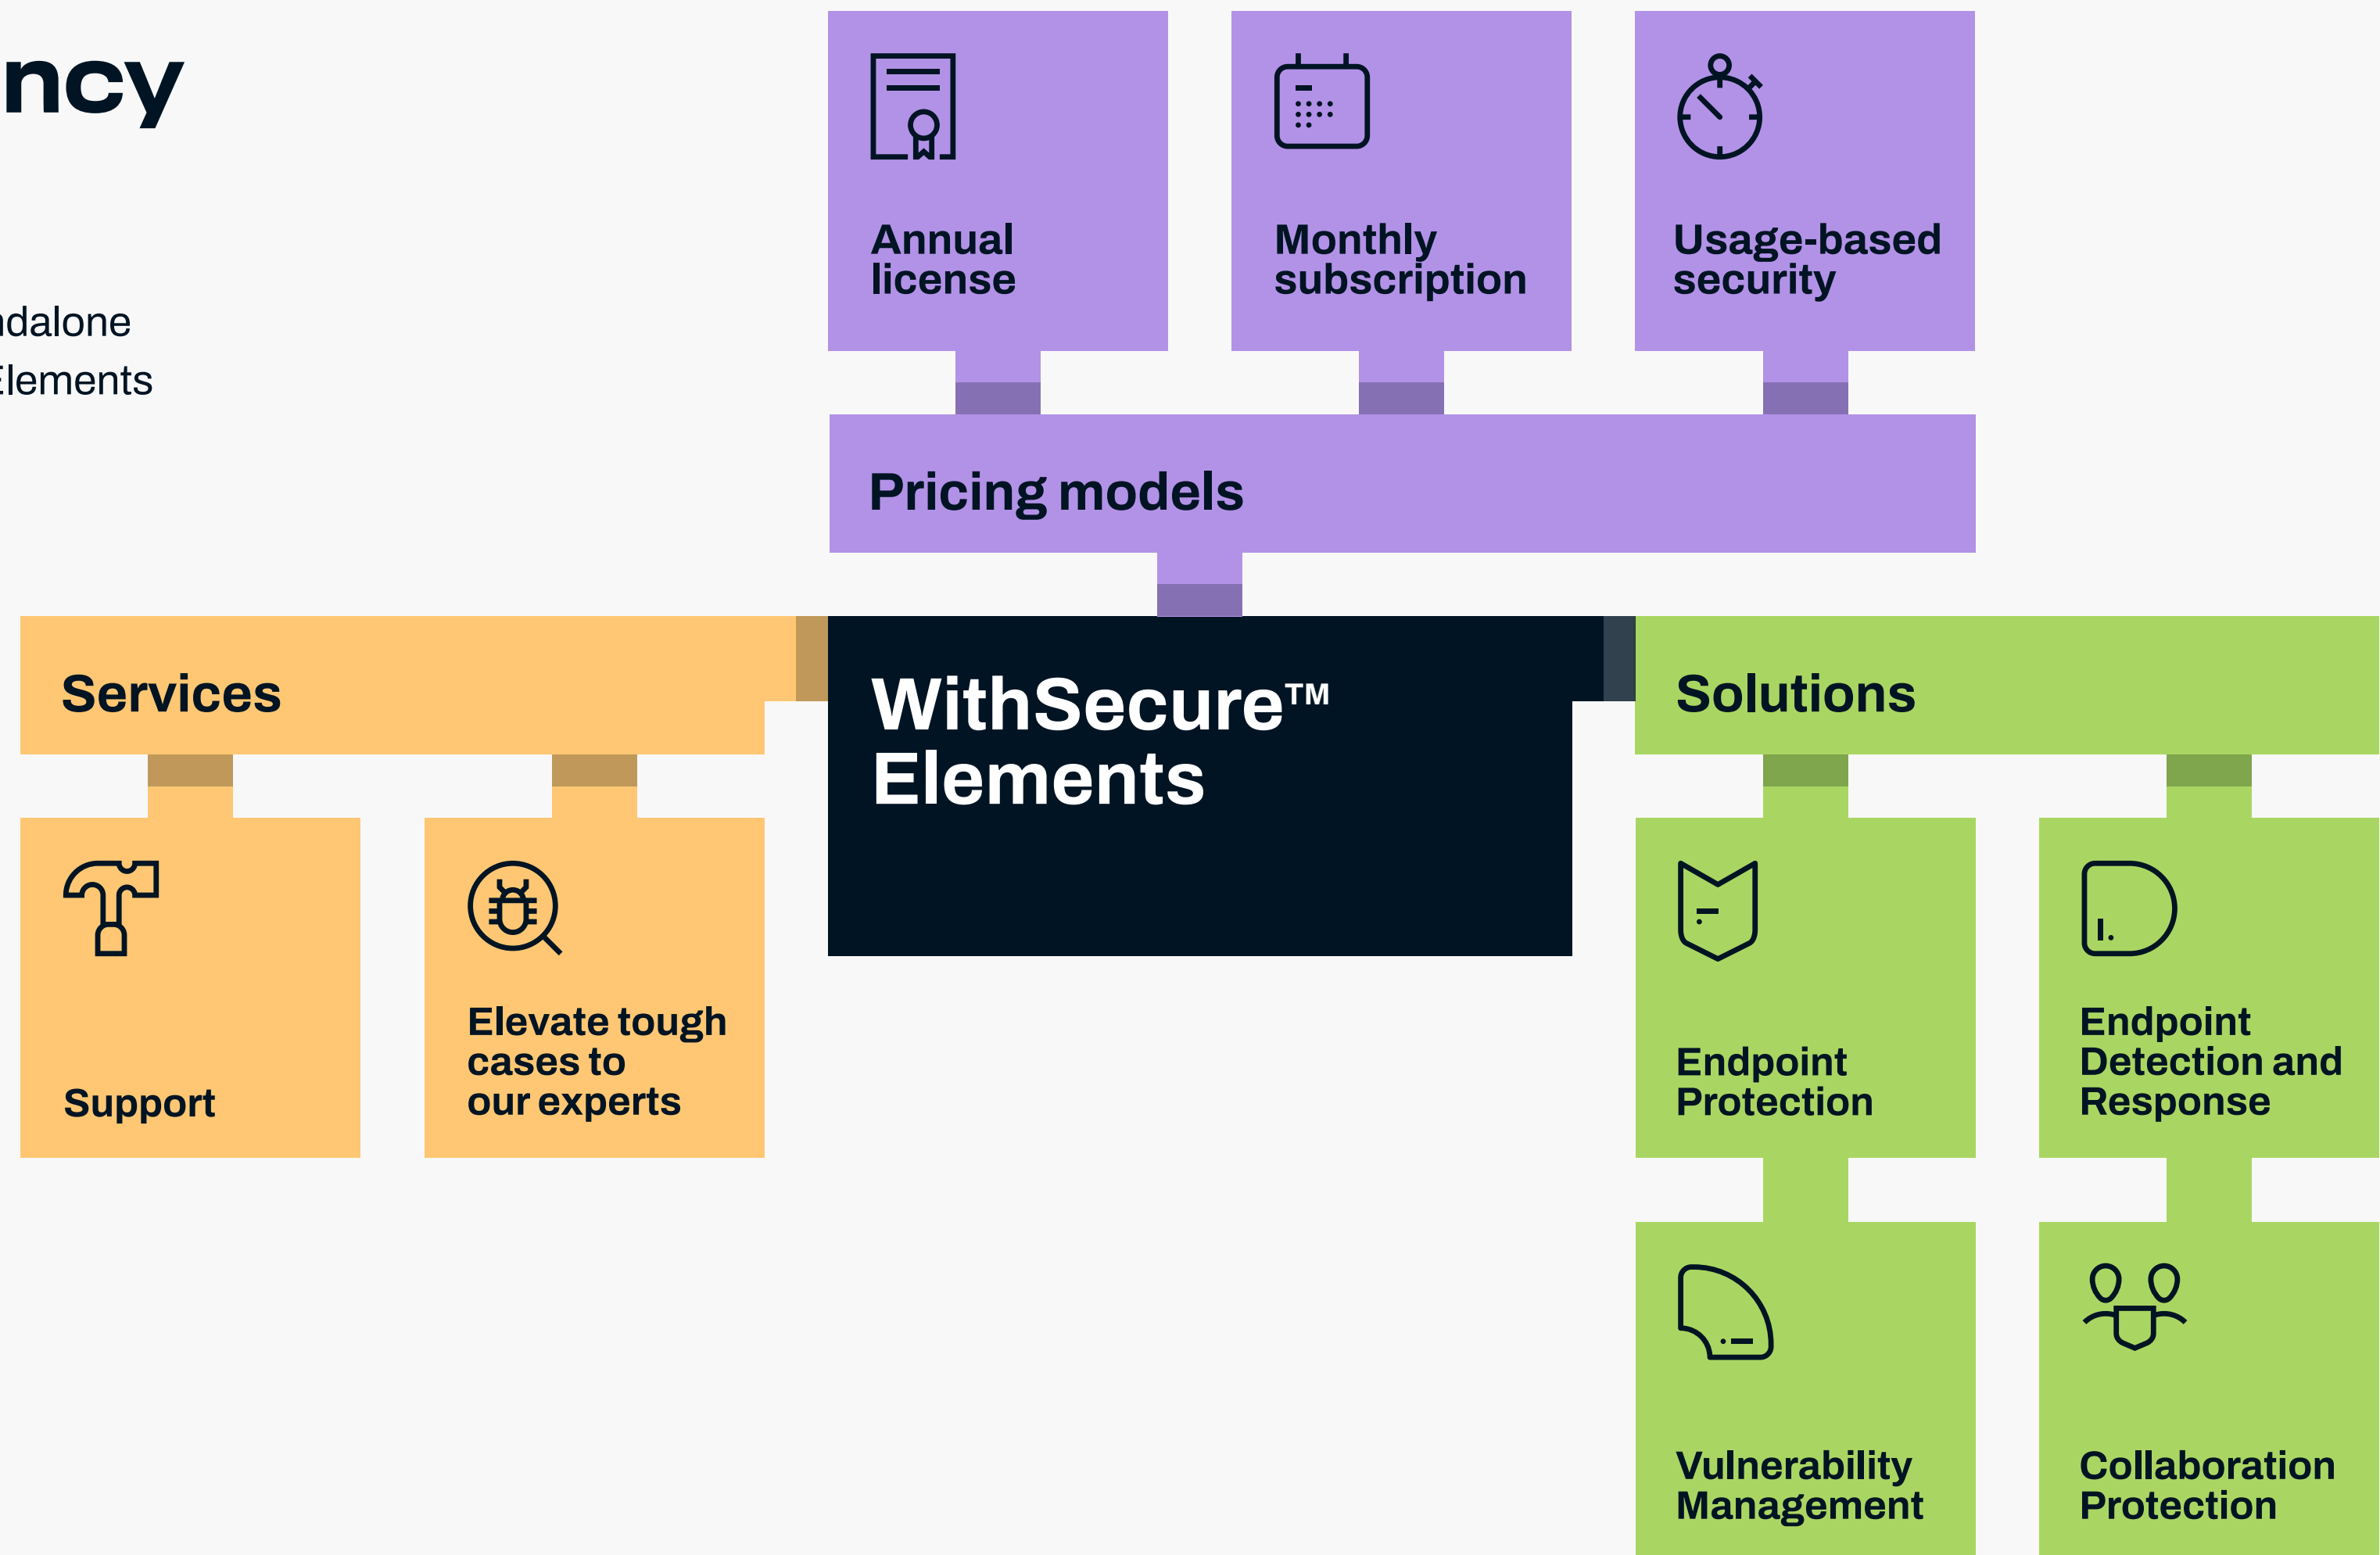 ncy
ndalone
Elements
Annual
license
Monthly
subscription
Usage-based
security
Pricing models
Services
WithSecure™
Elements
Solutions
Support
Elevate tough
cases to
our experts
Endpoint
Protection
Endpoint
Detection and
Response
Vulnerability
Management
Collaboration
Protection